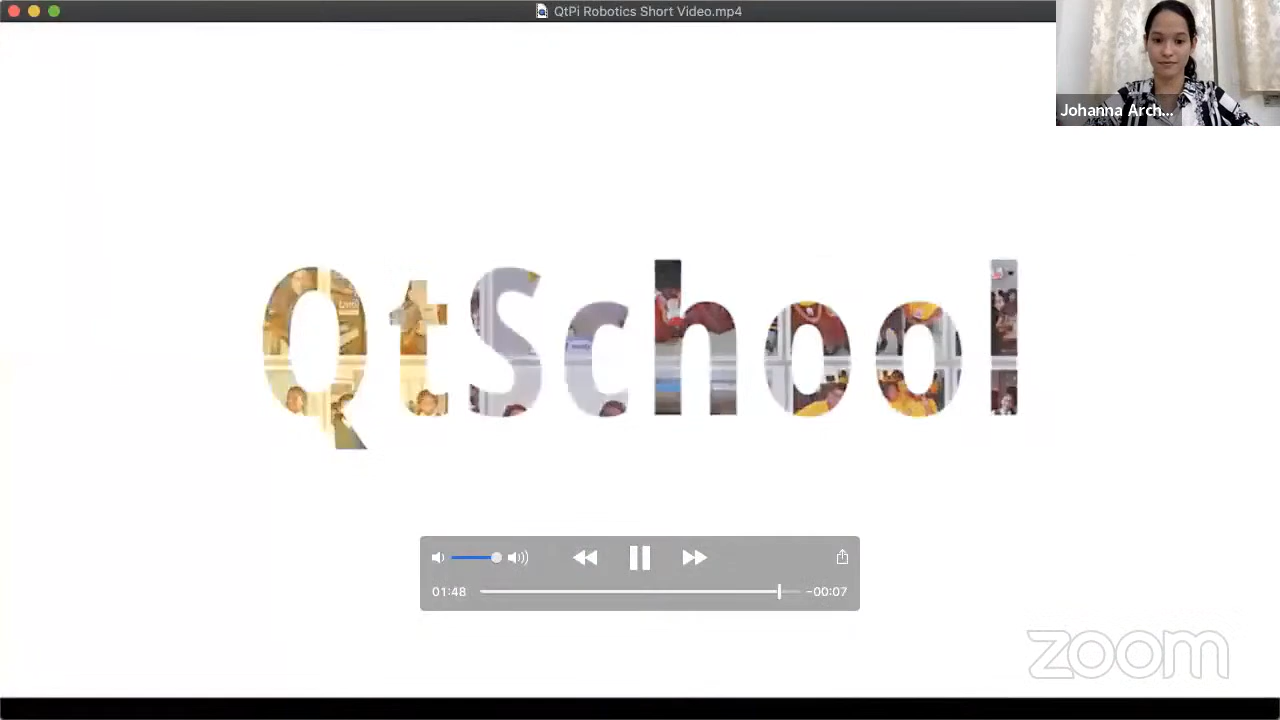 QtPi Robotics Short Video.mp4
Johanna Arch...
QtSchool
01:48
-00:07
zoom